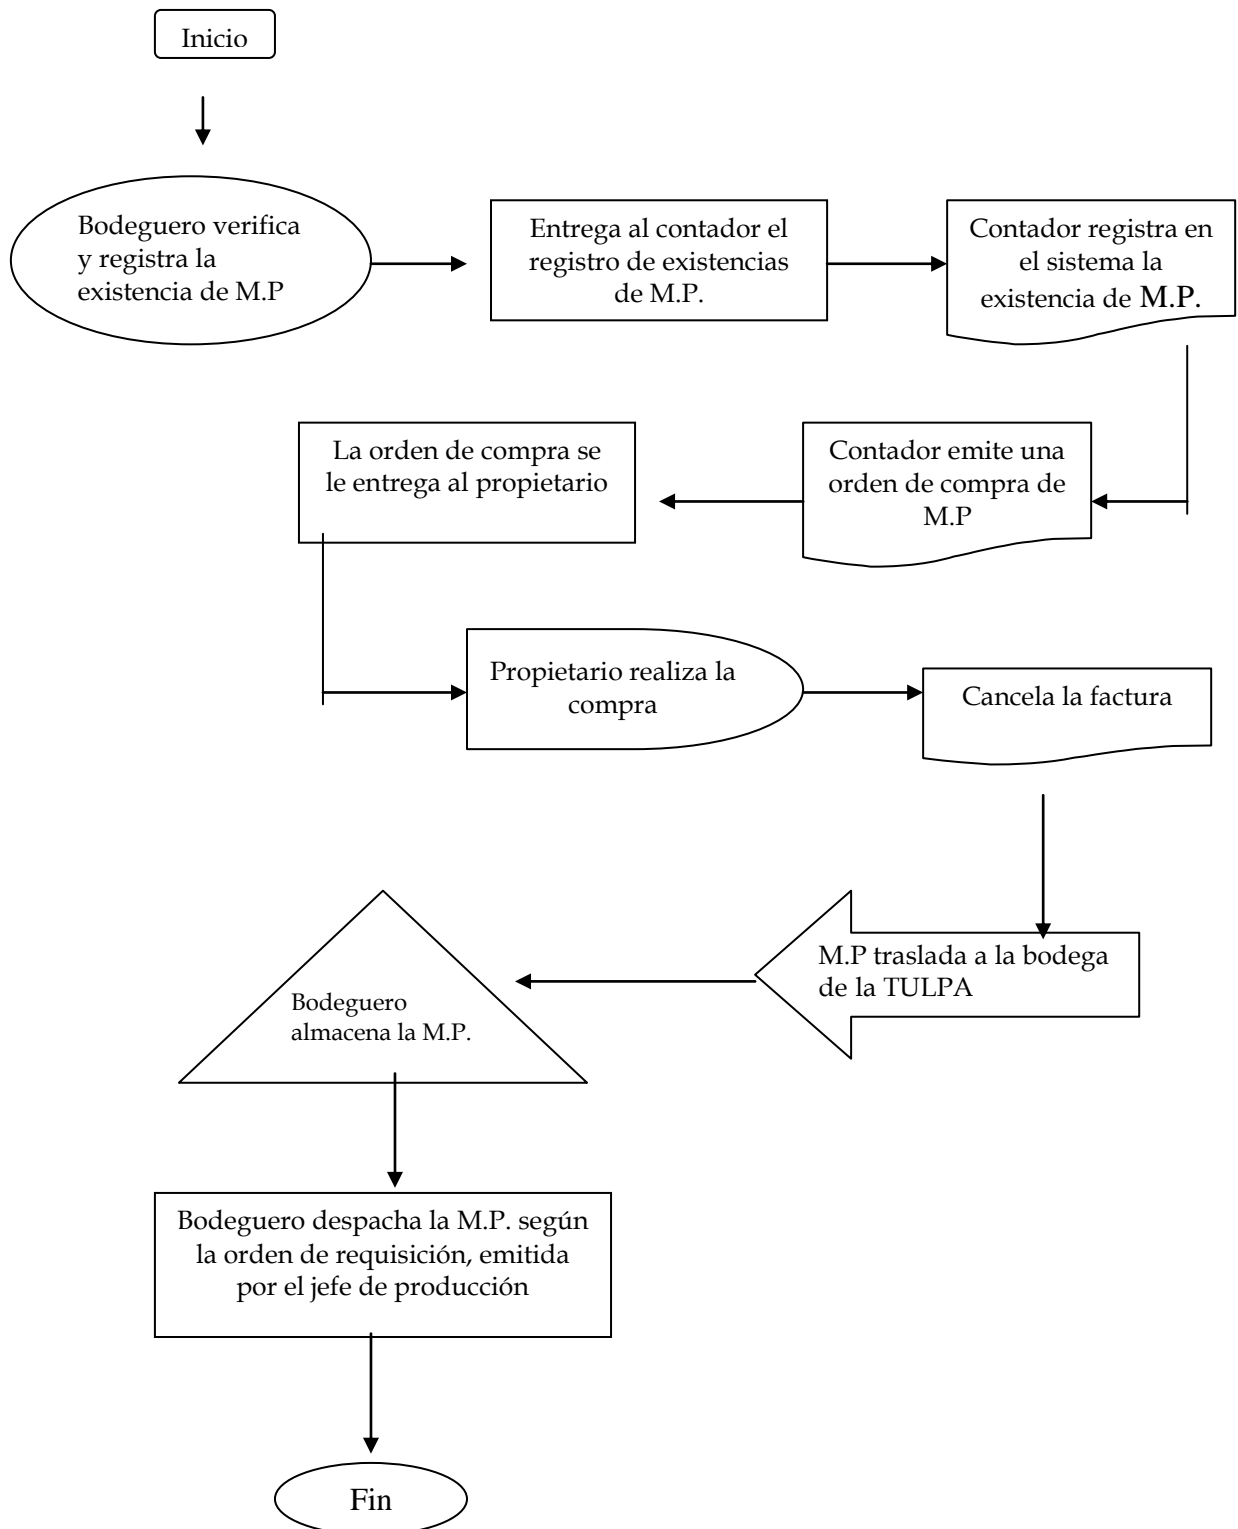 Inicio
Bodeguero verifica
y registra la
existencia de M.P
Entrega al contador el
registro de existencias
de M.P.
Contador registra en
el sistema la
existencia de M.P.
Contador emite una
orden de compra de
M.P
La orden de compra se
le entrega al propietario
Propietario realiza la
compra
Cancela la factura
M.P traslada a la bodega
de la TULPA
Bodeguero
almacena la M.P.
Bodeguero despacha la M.P. según
la orden de requisición, emitida
por el jefe de producción
Fin